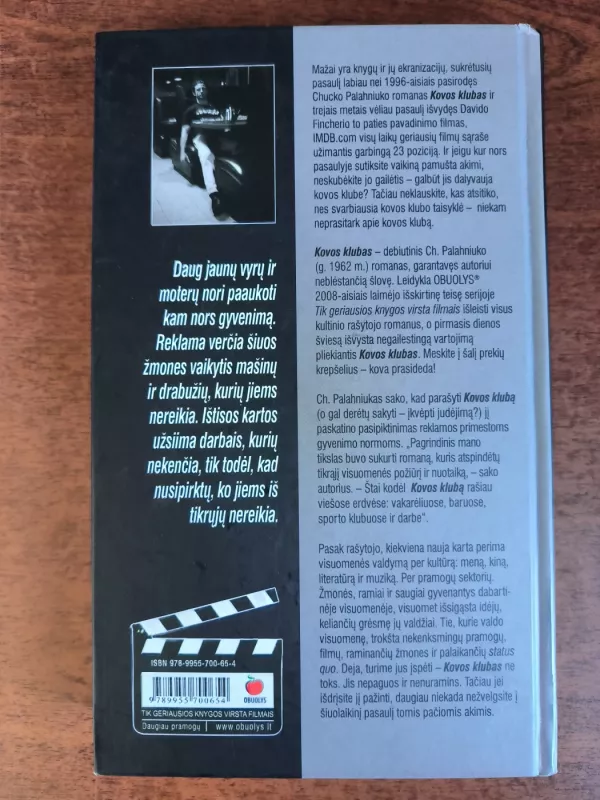 Daug jaunų vyrų ir
moterų nori paaukoti
kam nors gyvenimą.
Reklama verčia šiuos
žmones vaikytis mašinų
ir drabužių, kurių jiems
nereikia. Ištisos kartos
užsiima darbais, kurių
nekenčia, tik todėl, kad
nusipirktų, ko jiems iš
tikrųjų nereikia.
ISBN 978-9955-700-65-4
9 789955 700654
OBUOLYS
TIK GERIAUSIOS KNYGOS VIRSTA FILMAIS
Daugiau pramogų | www.obuolys.lt
Mažai yra knygų ir jų ekranizacijų, sukrėtusių
pasaulį labiau nei 1996-aisiais pasirodęs
Chucko Palahniuko romanas Kovos klubas ir
trejais metais vėliau pasaulį išvydęs Davido
Fincherio to paties pavadinimo filmas,
IMDB.com visų laikų geriausių filmų sąraše
užimantis garbingą 23 poziciją. Ir jeigu kur nors
pasaulyje sutiksite vaikiną pamušta akimi,
neskubėkite jo gailėtis – galbūt jis dalyvauja
kovos klube? Tačiau neklauskite, kas atsitiko,
nes svarbiausia kovos klubo taisyklė – niekam
neprasitark apie kovos klubą.
Kovos klubas – debiutinis Ch. Palahniuko
(g. 1962 m.) romanas, garantavęs autoriui
neblėstančią šlovę. Leidykla OBUOLYS®
2008-aisiais laimėjo išskirtinę teisę serijoje
Tik geriausios knygos virsta filmais išleisti visus
kultinio rašytojo romanus, o pirmasis dienos
šviesą išvysta negailestingą vartojimą
pliekiantis Kovos klubas. Meskite į šalį prekių
krepšelius – kova prasideda!
Ch. Palahniukas sako, kad parašyti Kovos klubą
(o gal derėtų sakyti – įkvėpti judėjimą?) jį
paskatino pasipiktinimas reklamos primestoms
gyvenimo normoms. „Pagrindinis mano
tikslas buvo sukurti romaną, kuris atspindėtų
tikrąjį visuomenės požiūrį ir nuotaiką, – sako
autorius. – Štai kodėl Kovos klubą rašiau
viešose erdvėse: vakarėliuose, baruose,
sporto klubuose ir darbe“.
Pasak rašytojo, kiekviena nauja karta perima
visuomenės valdymą per kultūrą: meną, kiną,
literatūrą ir muziką. Per pramogų sektorių.
Žmonės, ramiai ir saugiai gyvenantys dabarti-
nėje visuomenėje, visuomet išsigąsta idėjų,
keliančių grėsmę jų valdžiai. Tie, kurie valdo
visuomenę, trokšta nekenksmingų pramogų,
filmų, raminančių žmones ir palaikančių status
quo. Deja, turime jus įspėti – Kovos klubas ne
toks. Jis nepaguos ir nenuramins. Tačiau jei
išdrįsite jį pažinti, daugiau niekada nežvelgsite į
šiuolaikinį pasaulį tomis pačiomis akimis.